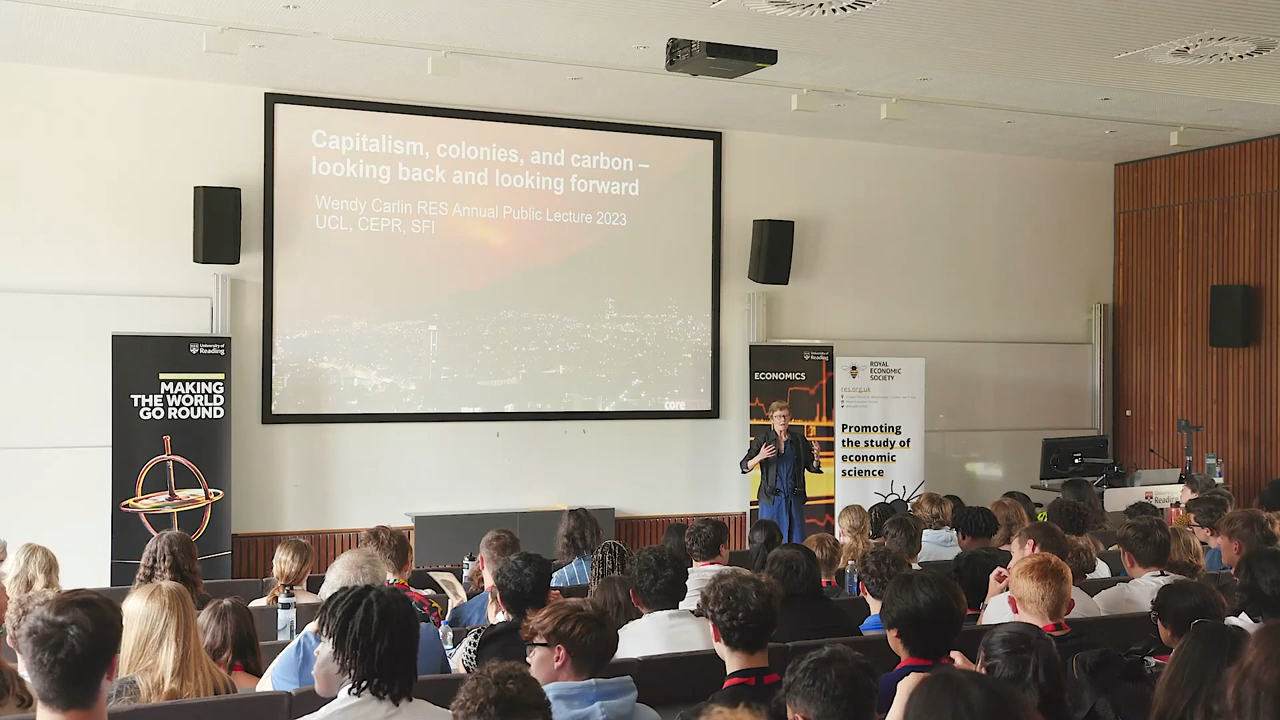 Capitalism, colonies, and carbon –
looking back and looking forward
Wendy Carlin RES Annual Public Lecture 2023
UCL, CEPR, SFI
core
University of
Reading
MAKING
THE WORLD
GO ROUND
University of
Reading
ECONOMICS
ROYAL
ECONOMIC
SOCIETY
res.org.uk
Promoting
the study of
economic
science
Reading